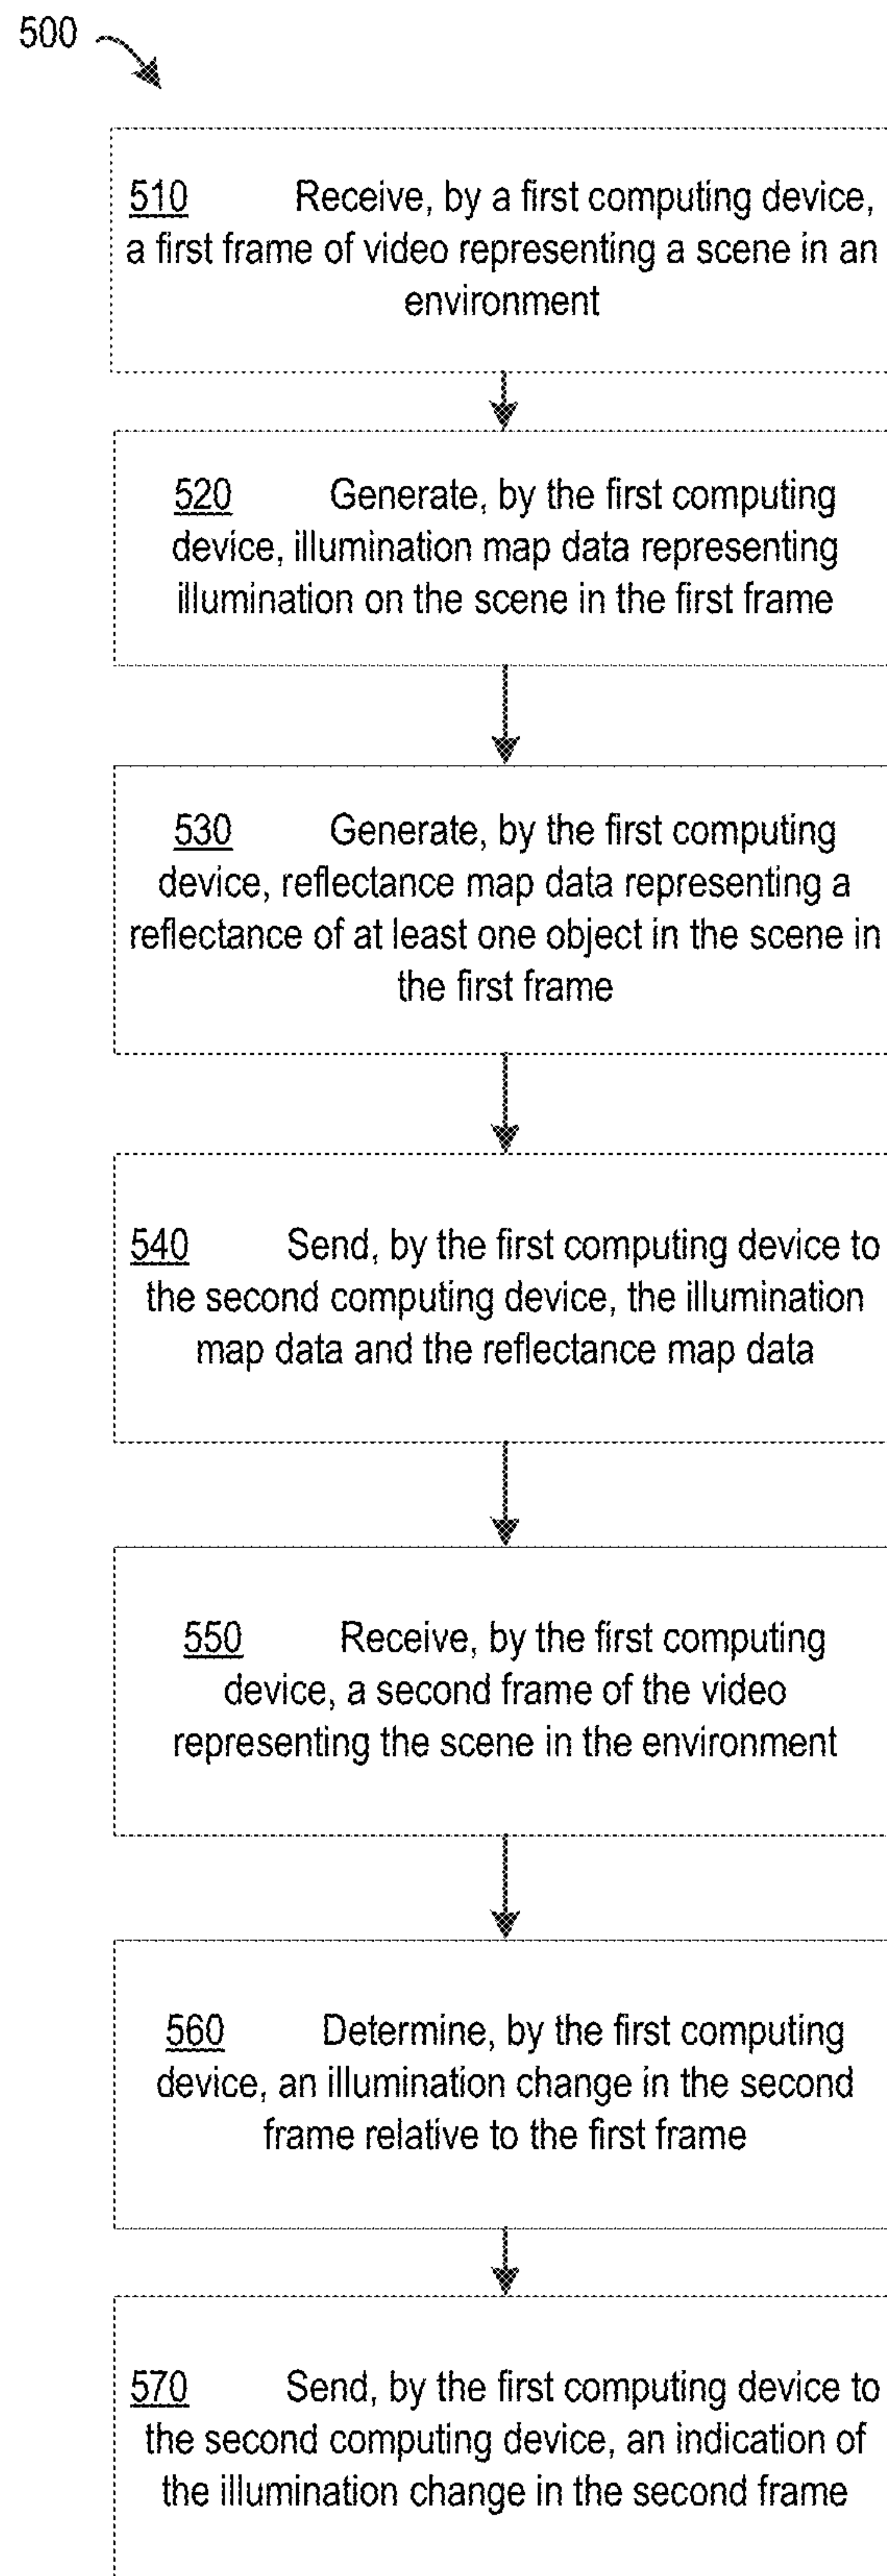 500
510 Receive, by a first computing device,
a first frame of video representing a scene in an
environment
520 Generate, by the first computing
device, illumination map data representing
illumination on the scene in the first frame
530 Generate, by the first computing
device, reflectance map data representing a
reflectance of at least one object in the scene in
the first frame
540 Send, by the first computing device to
the second computing device, the illumination
map data and the reflectance map data
550 Receive, by the first computing
device, a second frame of the video
representing the scene in the environment
560 Determine, by the first computing
device, an illumination change in the second
frame relative to the first frame
570 Send, by the first computing device to
the second computing device, an indication of
the illumination change in the second frame